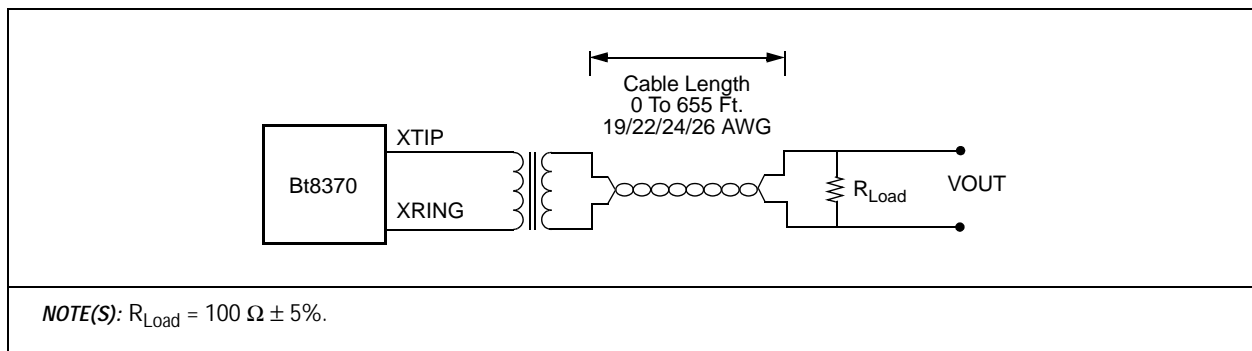 Cable Length
0 To 655 Ft.
19/22/24/26 AWG
XTIP
Bt8370
XRING
RLoad
VOUT
NOTE(S): RLoad = 100 Ω ± 5%.